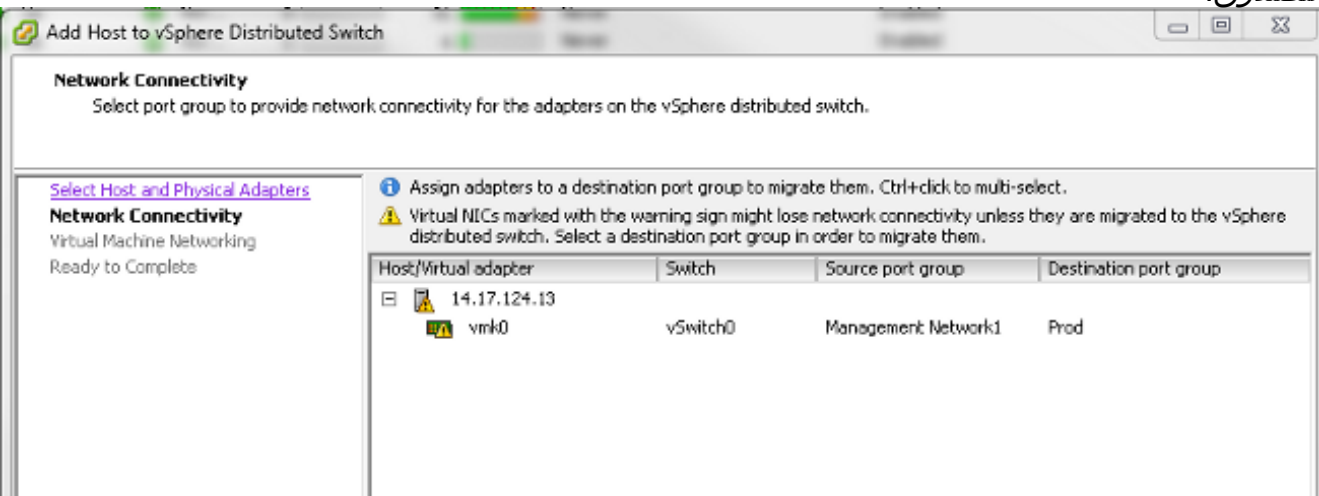 Add Host to vSphere Distributed Switch
Network Connectivity
Select port group to provide network connectivity for the adapters on the vSphere distributed switch.
Select Host and Physical Adapters
Network Connectivity
Virtual Machine Networking
Ready to Complete
Assign adapters to a destination port group to migrate them. Ctrl+click to multi-select.
Virtual NICs marked with the warning sign might lose network connectivity unless they are migrated to the vSphere
distributed switch. Select a destination port group in order to migrate them.
Host/Virtual adapter Switch Source port group Destination port group
14.17.124.13
vmk0 vSwitch0 Management Network1 Prod